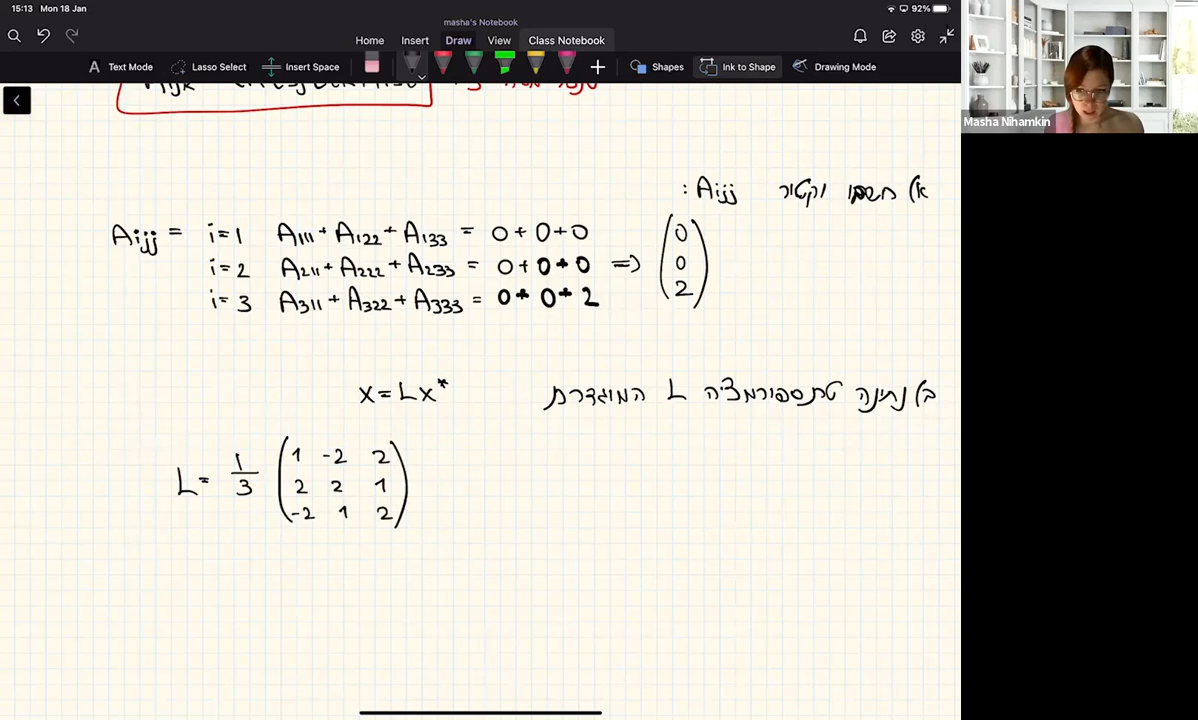 15:13 Mon 18 Jan
92%
masha's Notebook
Home Insert Draw View Class Notebook
Text Mode Lasso Select Insert Space Shapes Ink to Shape Drawing Mode
Masha Nihamkin
א) חשבו וקטור Aijj :
Aijj = i=1 A111 + A122 + A133 = 0 + 0 + 0
i=2 A211 + A222 + A233 = 0 + 0 + 0 => (0 0 2)
i=3 A311 + A322 + A333 = 0 + 0 + 2
ב) נתינה טרנספורמציה L המוגדרת x = Lx*
L = 1/3 (1 -2 2
2 2 1
-2 1 2)